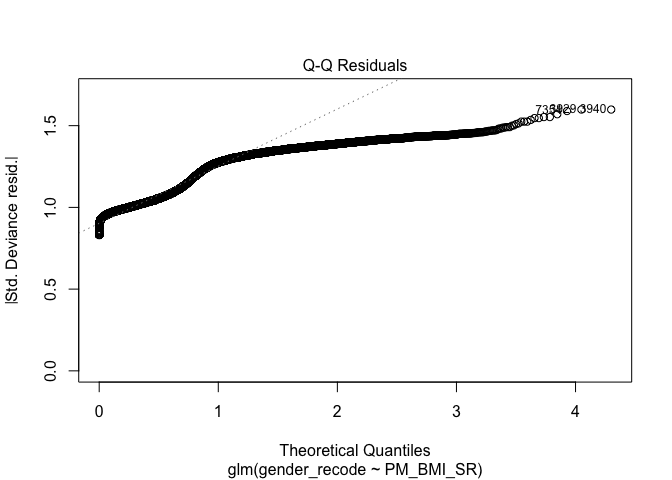 Q-Q Residuals
1.5
1.0
0.5
0.0
|Std. Deviance resid.|
3940
0
1
2
3
4
Theoretical Quantiles
glm(gender_recode ~ PM_BMI_SR)